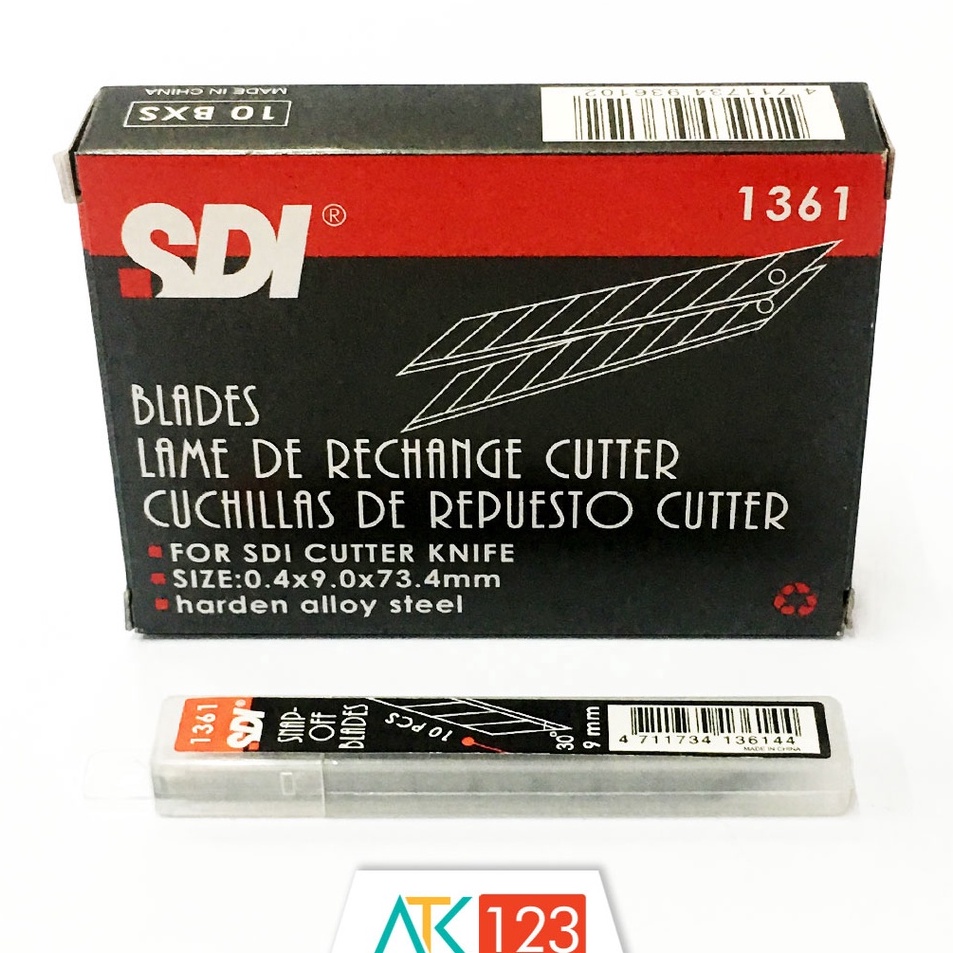 MADE IN CHINA
10 BXS
4 711734 936102
SDI®
1361
BLADES
LAME DE RECHANGE CUTTER
CUCHILLAS DE REPUESTO CUTTER
FOR SDI CUTTER KNIFE
SIZE:0.4x9.0x73.4mm
harden alloy steel
1361
SDI
SNAP-
OFF
BLADES
10 PCS
30°
9 mm
4 711734 136144
MADE IN CHINA
ATK 123